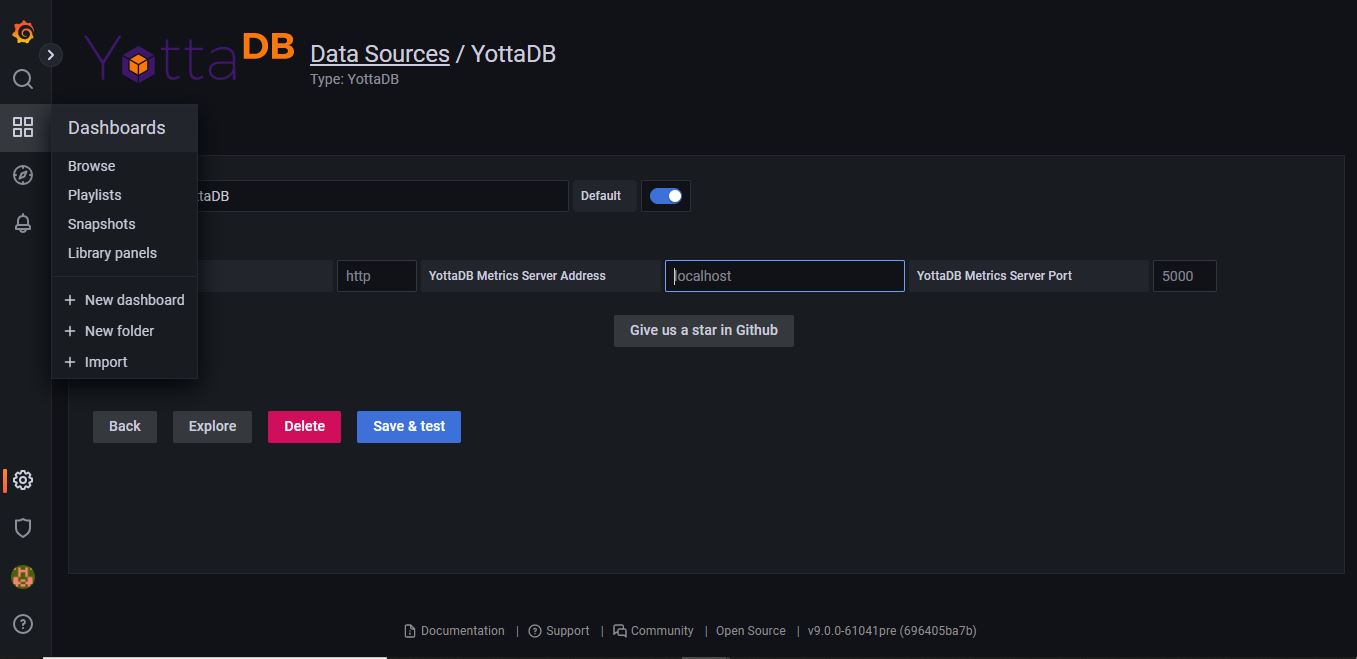 YottaDB
Data Sources / YottaDB
Type: YottaDB
Dashboards
Browse
Playlists
Snapshots
Library panels
+ New dashboard
+ New folder
+ Import
ttaDB
Default
http
YottaDB Metrics Server Address
localhost
YottaDB Metrics Server Port
5000
Give us a star in Github
Back
Explore
Delete
Save & test
Documentation | Support | Community | Open Source | v9.0.0-61041pre (696405ba7b)